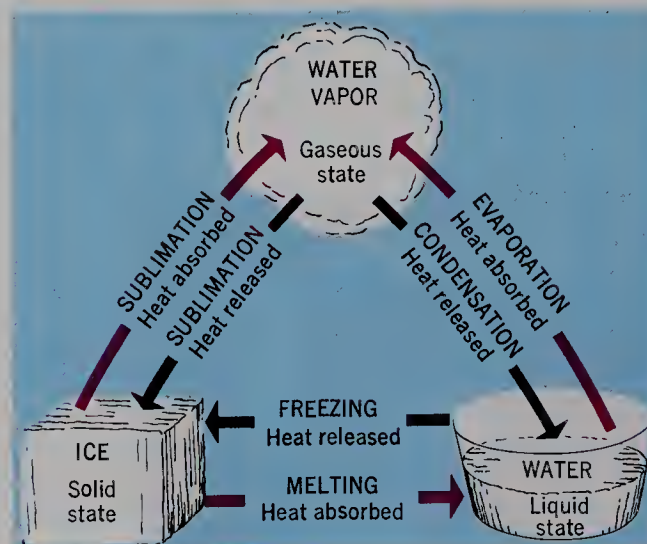 WATER
VAPOR
Gaseous
state
SUBLIMATION
Heat absorbed
SUBLIMATION
Heat released
EVAPORATION
Heat absorbed
CONDENSATION
Heat released
FREEZING
Heat released
ICE
Solid
state
MELTING
Heat absorbed
WATER
Liquid
state